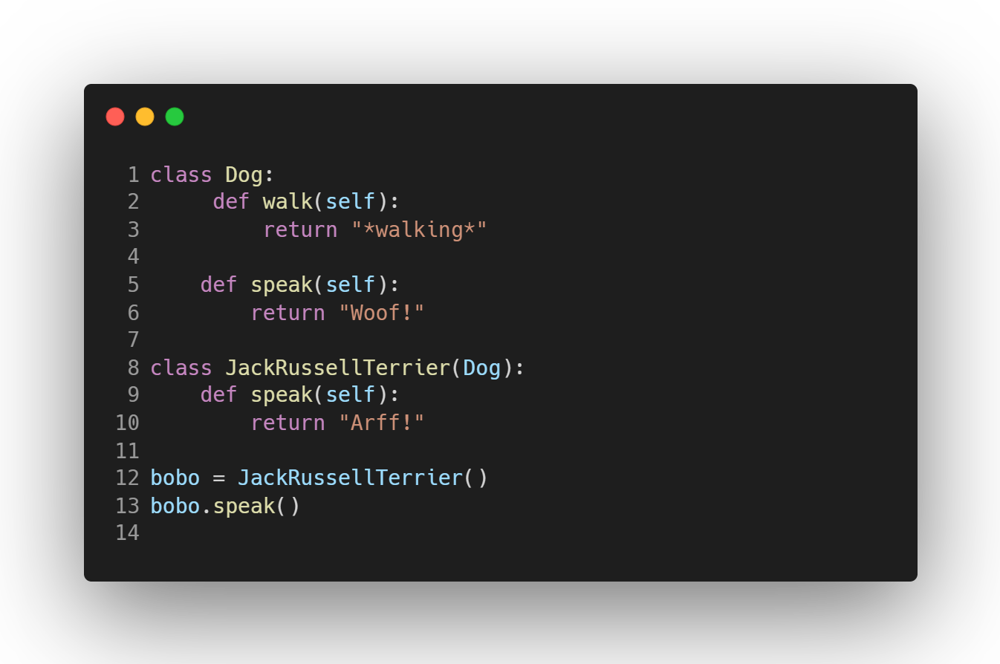 1 class Dog:
2      def walk(self):
3          return "*walking*"
4
5     def speak(self):
6         return "Woof!"
7
8 class JackRussellTerrier(Dog):
9     def speak(self):
10         return "Arff!"
11
12 bobo = JackRussellTerrier()
13 bobo.speak()
14